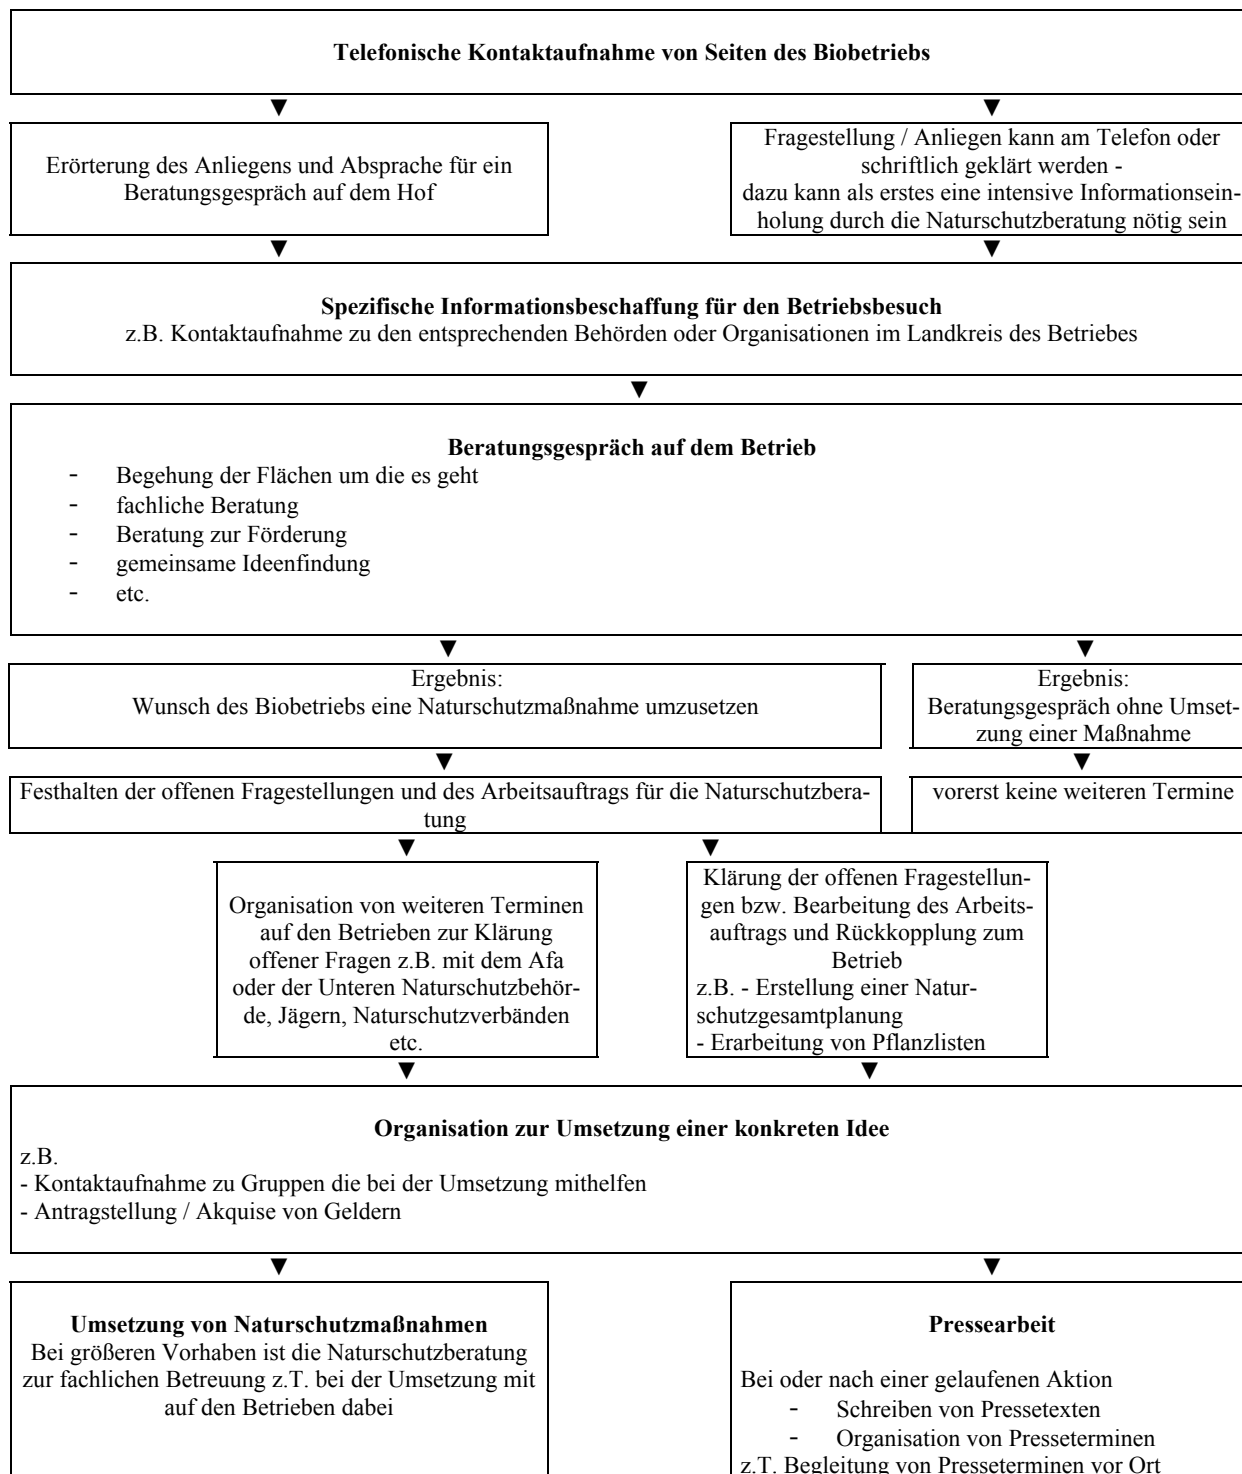 Telefonische Kontaktaufnahme von Seiten des Biobetriebs
▼ ▼
Erörterung des Anliegens und Absprache für ein
Beratungsgespräch auf dem Hof
Fragestellung / Anliegen kann am Telefon oder
schriftlich geklärt werden -
dazu kann als erstes eine intensive Informationsein-
holung durch die Naturschutzberatung nötig sein
▼ ▼
Spezifische Informationsbeschaffung für den Betriebsbesuch
z.B. Kontaktaufnahme zu den entsprechenden Behörden oder Organisationen im Landkreis des Betriebes
▼
Beratungsgespräch auf dem Betrieb
- Begehung der Flächen um die es geht
- fachliche Beratung
- Beratung zur Förderung
- gemeinsame Ideenfindung
- etc.
▼ ▼
Ergebnis:
Wunsch des Biobetriebs eine Naturschutzmaßnahme umzusetzen
Ergebnis:
Beratungsgespräch ohne Umset-
zung einer Maßnahme
▼ ▼
Festhalten der offenen Fragestellungen und des Arbeitsauftrags für die Naturschutzbera-
tung
vorerst keine weiteren Termine
▼ ▼
Organisation von weiteren Terminen
auf den Betrieben zur Klärung
offener Fragen z.B. mit dem Afa
oder der Unteren Naturschutzbehör-
de, Jägern, Naturschutzverbänden
etc.
Klärung der offenen Fragestellun-
gen bzw. Bearbeitung des Arbeits-
auftrags und Rückkopplung zum
Betrieb
z.B. - Erstellung einer Natur-
schutzgesamtplanung
- Erarbeitung von Pflanzlisten
▼ ▼
Organisation zur Umsetzung einer konkreten Idee
z.B.
- Kontaktaufnahme zu Gruppen die bei der Umsetzung mithelfen
- Antragstellung / Akquise von Geldern
▼ ▼
Umsetzung von Naturschutzmaßnahmen
Bei größeren Vorhaben ist die Naturschutzberatung
zur fachlichen Betreuung z.T. bei der Umsetzung mit
auf den Betrieben dabei
Pressearbeit
Bei oder nach einer gelaufenen Aktion
- Schreiben von Pressetexten
- Organisation von Presseterminen
z.T. Begleitung von Presseterminen vor Ort